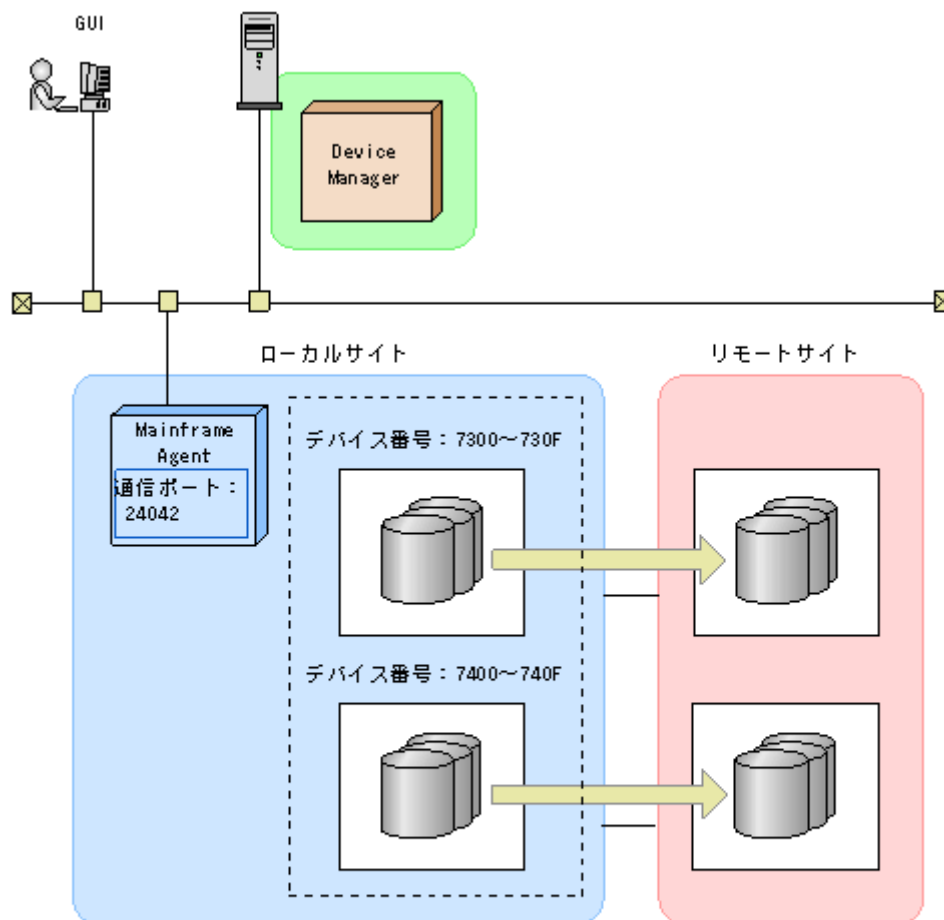 GUI
Device
Manager
ローカルサイト
リモートサイト
Mainframe
Agent
通信ポート：
24042
デバイス番号：7300～730F
デバイス番号：7400～740F